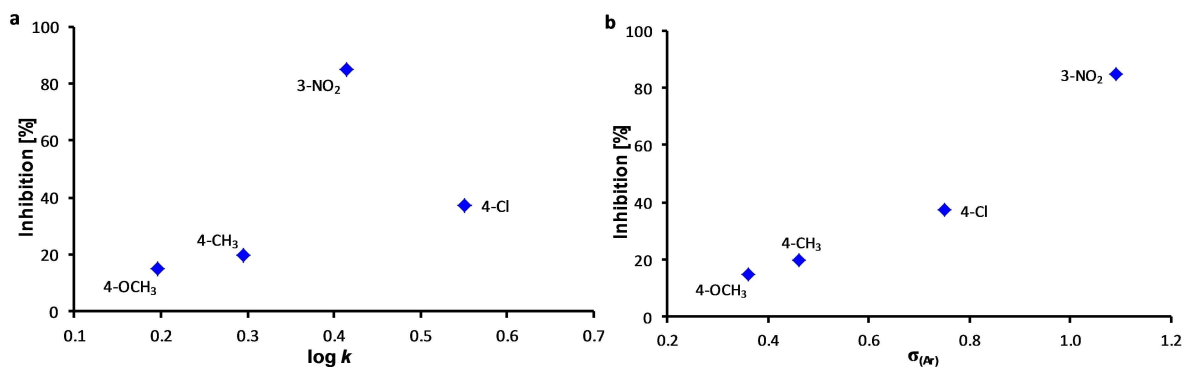 a
100
80
60
40
20
0
Inhibition [%]
3-NO₂
4-Cl
4-CH₃
4-OCH₃
0.1 0.2 0.3 0.4 0.5 0.6 0.7
log k
b
100
80
60
40
20
0
Inhibition [%]
3-NO₂
4-Cl
4-CH₃
4-OCH₃
0.2 0.4 0.6 0.8 1.0 1.2
σ(Ar)